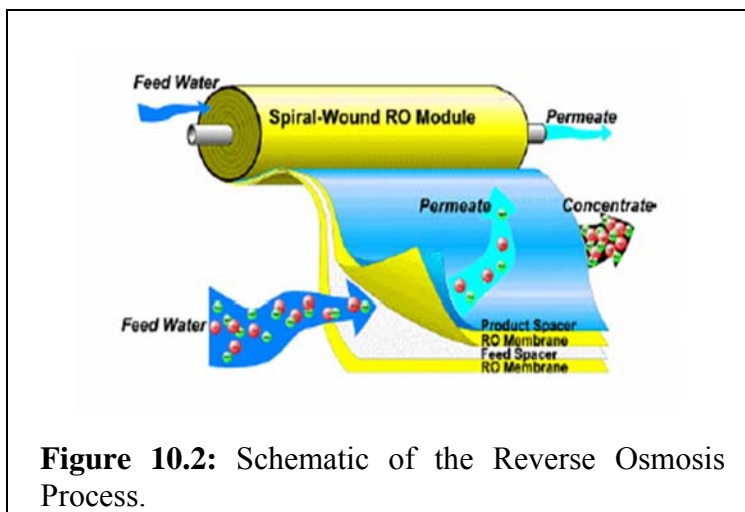 Feed Water
Spiral-Wound RO Module
Permeate
Permeate
Concentrate
Feed Water
Product Spacer
RO Membrane
Feed Spacer
RO Membrane
Figure 10.2: Schematic of the Reverse Osmosis
Process.